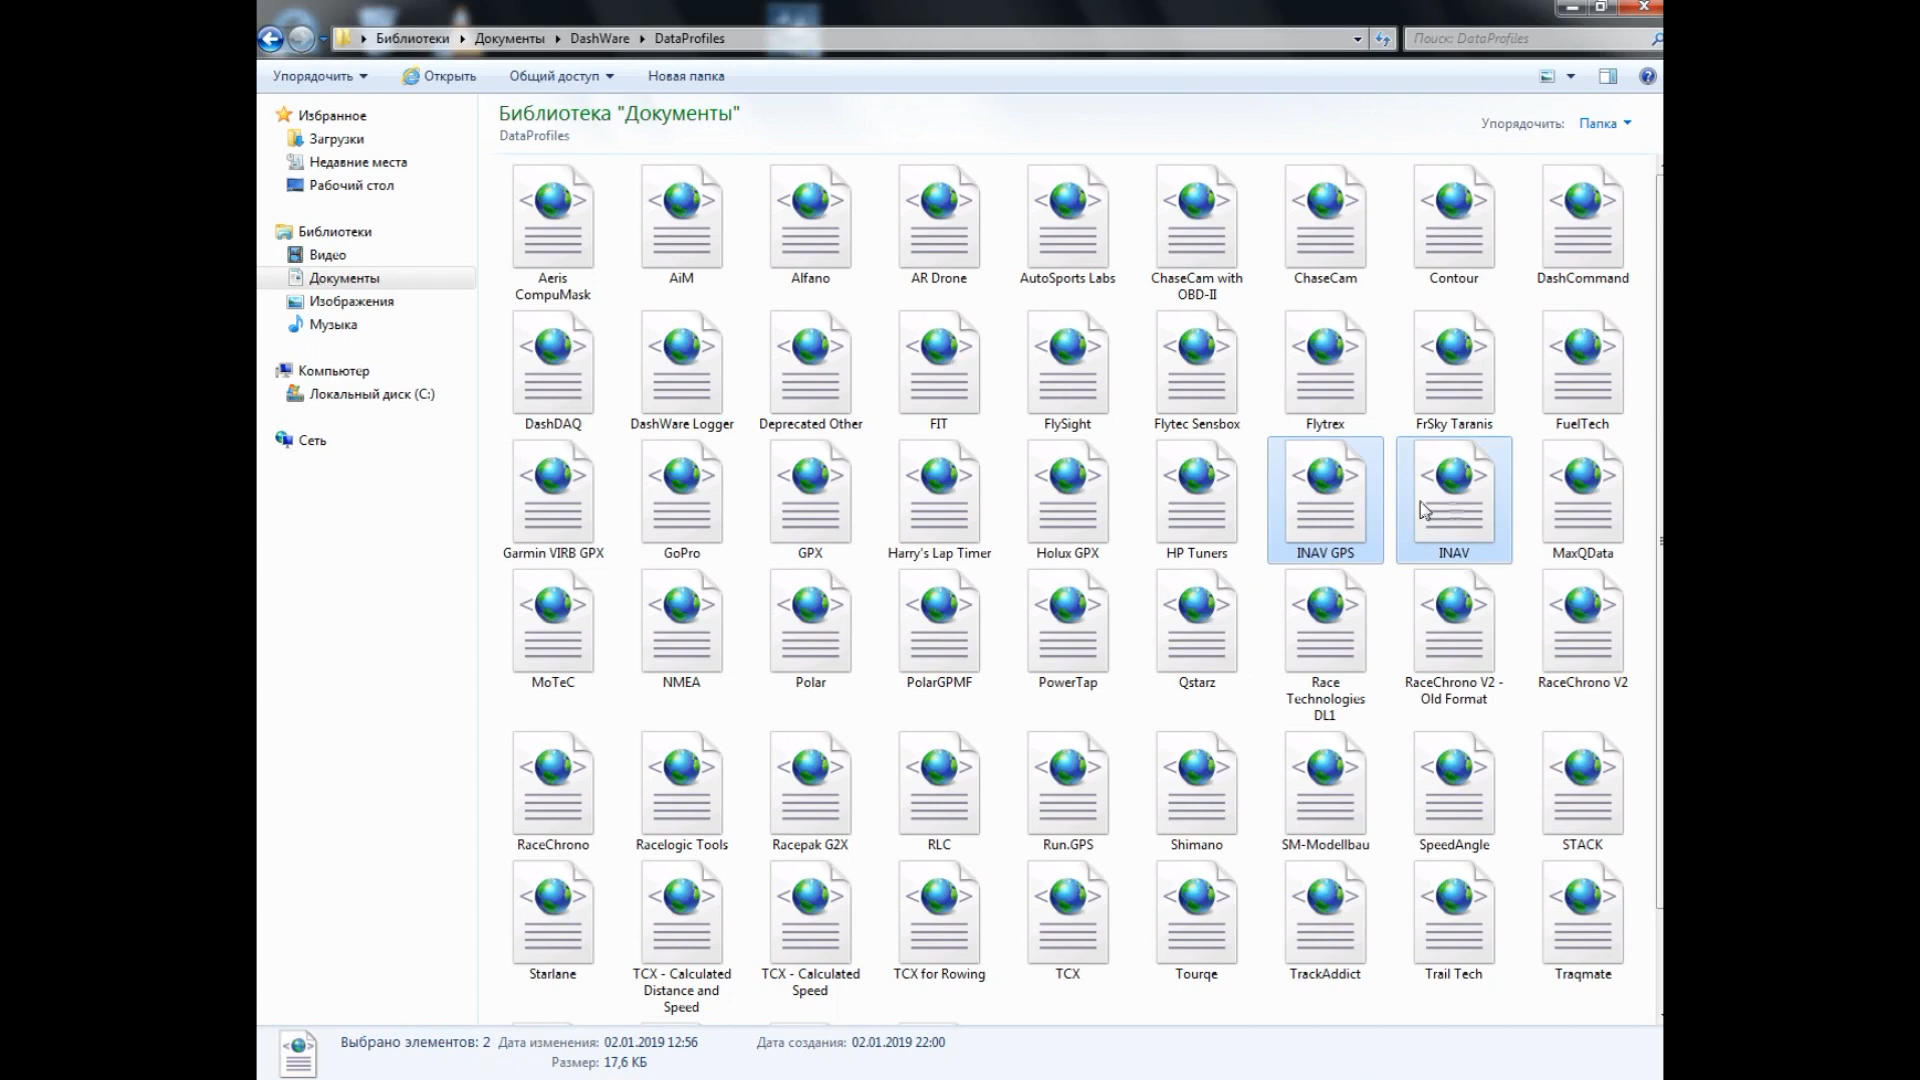 Библиотеки
Документы
DashWare
DataProfiles
Поиск: DataProfiles
Упорядочить
Открыть
Общий доступ
Новая папка
Избранное
Загрузки
Недавние места
Рабочий стол
Библиотеки
Видео
Документы
Изображения
Музыка
Компьютер
Локальный диск (C:)
Сеть
Библиотека "Документы"
DataProfiles
Упорядочить:
Папка
Aeris
CompuMask
AiM
Alfano
AR Drone
AutoSports Labs
ChaseCam with
OBD-II
ChaseCam
Contour
DashCommand
DashDAQ
DashWare Logger
Deprecated Other
FIT
FlySight
Flytec Sensbox
Flytrex
FrSky Taranis
FuelTech
Garmin VIRB GPX
GoPro
GPX
Harry's Lap Timer
Holux GPX
HP Tuners
INAV GPS
INAV
MaxQData
MoTeC
NMEA
Polar
PolarGPMF
PowerTap
Qstarz
Race
Technologies
DL1
RaceChrono V2 -
Old Format
RaceChrono V2
RaceChrono
Racelogic Tools
Racepak G2X
RLC
Run.GPS
Shimano
SM-Modellbau
SpeedAngle
STACK
Starlane
TCX - Calculated
Distance and
Speed
TCX - Calculated
Speed
TCX for Rowing
TCX
Tourqe
TrackAddict
Trail Tech
Traqmate
Выбрано элементов: 2
Дата изменения: 02.01.2019 12:56
Дата создания: 02.01.2019 22:00
Размер: 17,6 КБ